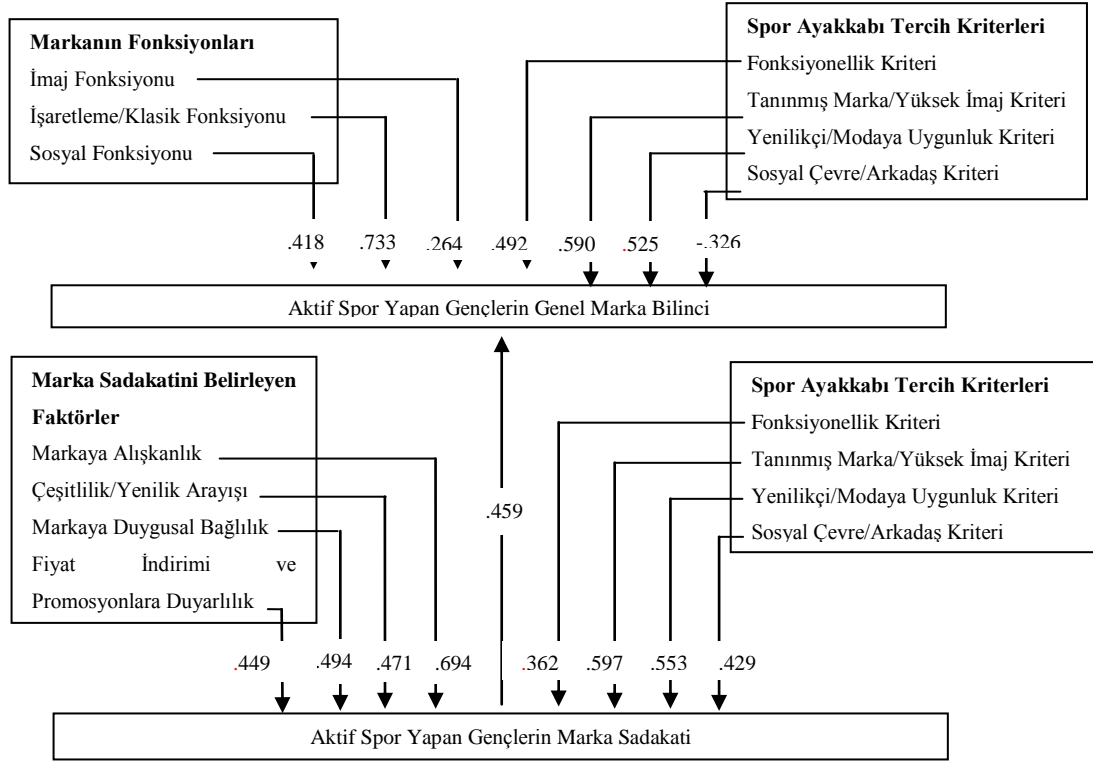 Markanın Fonksiyonları
İmaj Fonksiyonu
İşaretleme/Klasik Fonksiyonu
Sosyal Fonksiyonu
Spor Ayakkabı Tercih Kriterleri
Fonksiyonellik Kriteri
Tanınmış Marka/Yüksek İmaj Kriteri
Yenilikçi/Modaya Uygunluk Kriteri
Sosyal Çevre/Arkadaş Kriteri
.418 .733 .264 .492 .590 .525 -.326
Aktif Spor Yapan Gençlerin Genel Marka Bilinci
Marka Sadakatini Belirleyen
Faktörler
Markaya Alışkanlık
Çeşitlilik/Yenilik Arayışı
Markaya Duygusal Bağlılık
Fiyat İndirimi ve
Promosyonlara Duyarlılık
.459
Spor Ayakkabı Tercih Kriterleri
Fonksiyonellik Kriteri
Tanınmış Marka/Yüksek İmaj Kriteri
Yenilikçi/Modaya Uygunluk Kriteri
Sosyal Çevre/Arkadaş Kriteri
.449 .494 .471 .694 .362 .597 .553 .429
Aktif Spor Yapan Gençlerin Marka Sadakati